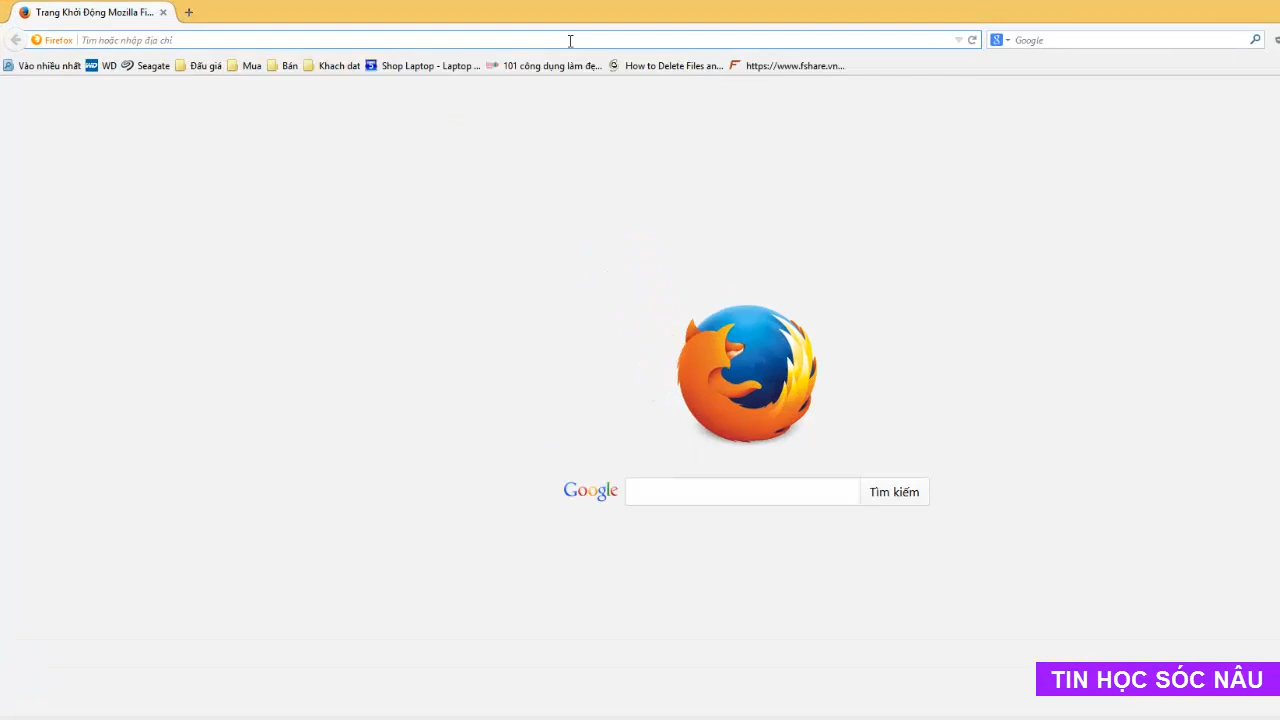 Trang Khởi Động Mozilla Fi...
Firefox Tìm hoặc nhập địa chỉ
Google
Vào nhiều nhất WD WD Seagate Đấu giá Mua Bán Khach dat S Shop Laptop - Laptop ... 101 công dụng làm đẹ... How to Delete Files an... https://www.fshare.vn...
Google Tìm kiếm
TIN HỌC SÓC NÂU